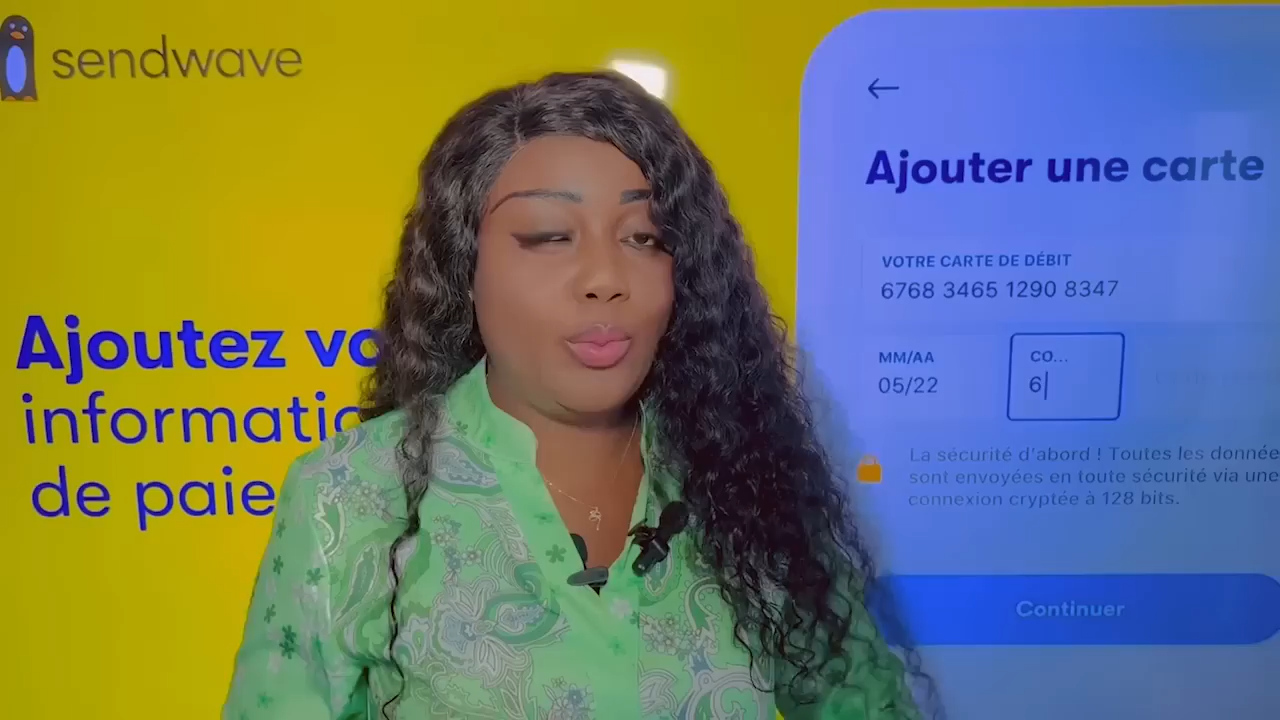 sendwave
Ajoutez vo
informatic
de paie
Ajouter une carte
VOTRE CARTE DE DÉBIT
6768 3465 1290 8347
MM/AA
CO...
05/22
6
La sécurité d'abord ! Toutes les donnée
sont envoyées en toute sécurité via une
connexion cryptée à 128 bits.
Continuer